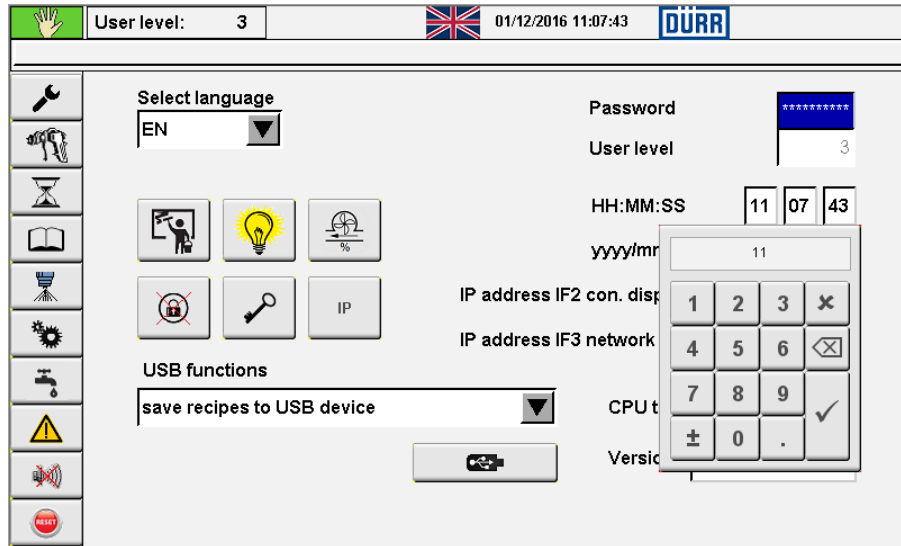 User level: 3 01/12/2016 11:07:43 DÜRR
Select language
EN
Password **********
User level 3
HH:MM:SS 11 07 43
yyyy/mm
IP address IF2 con. disp
IP address IF3 network
%
IP
USB functions
save recipes to USB device
CPU t
Versio
11
1 2 3
4 5 6
7 8 9
± 0 .
RESET